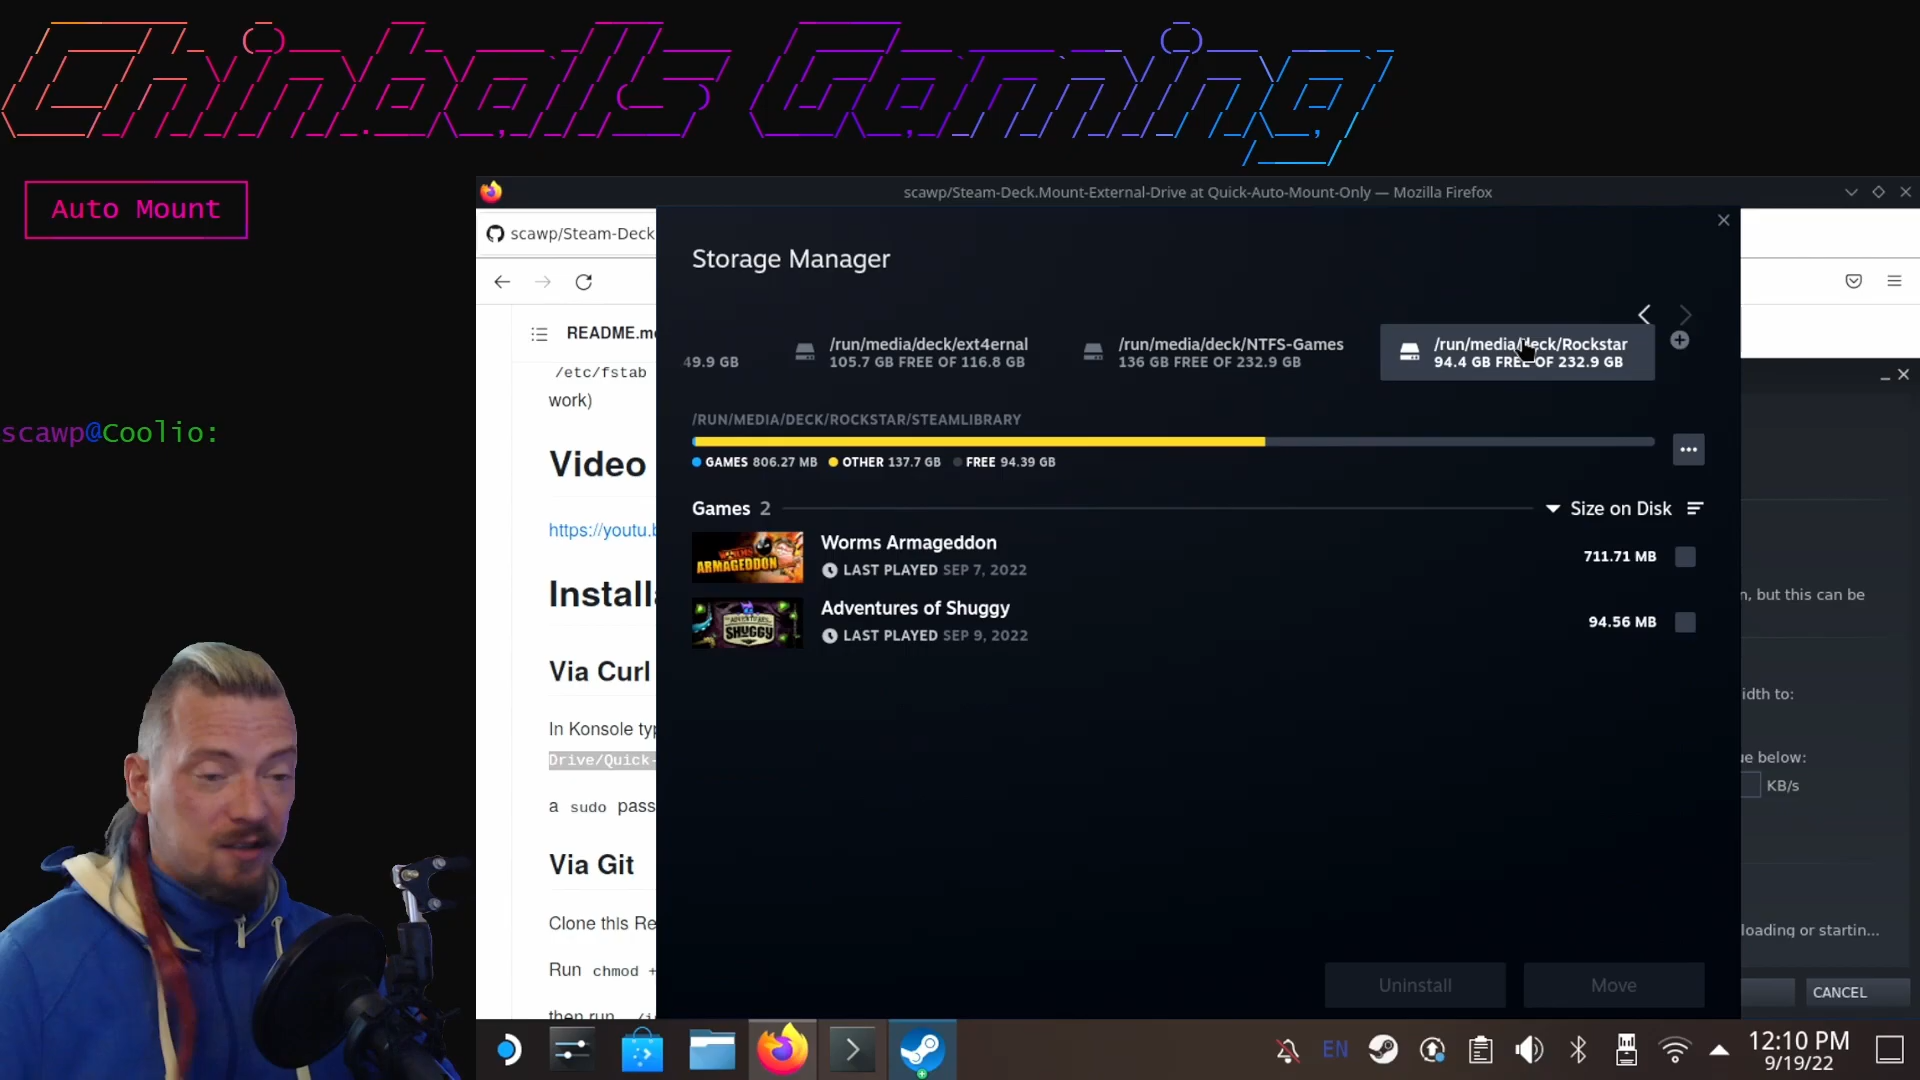 Chinballs Gaming
Auto Mount
scawp@Coolio:
scawp/Steam-Deck.Mount-External-Drive at Quick-Auto-Mount-Only — Mozilla Firefox
scawp/Steam-Deck
README.m
/etc/fstab
work)
Video
https://youtu.b
Install
Via Curl
In Konsole typ
Drive/Quick-
a sudo pass
Via Git
Clone this Re
Run chmod +
then run ./i
Storage Manager
49.9 GB
/run/media/deck/ext4ernal
105.7 GB FREE OF 116.8 GB
/run/media/deck/NTFS-Games
136 GB FREE OF 232.9 GB
/run/media/deck/Rockstar
94.4 GB FREE OF 232.9 GB
/RUN/MEDIA/DECK/ROCKSTAR/STEAMLIBRARY
GAMES 806.27 MB OTHER 137.7 GB FREE 94.39 GB
Games 2
Size on Disk
WORMS ARMAGEDDON
Worms Armageddon
LAST PLAYED SEP 7, 2022
711.71 MB
SHUGGY
Adventures of Shuggy
LAST PLAYED SEP 9, 2022
94.56 MB
Uninstall
Move
n, but this can be
idth to:
ue below:
KB/s
loading or startin...
CANCEL
EN
12:10 PM
9/19/22